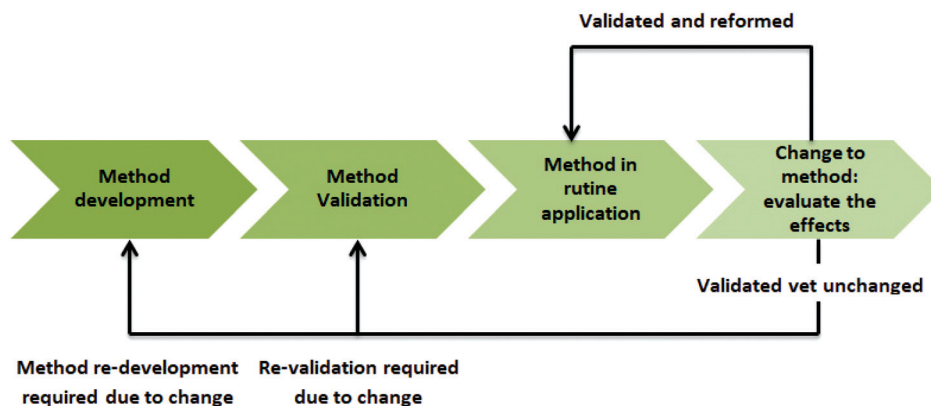 Validated and reformed
Method
development
Method
Validation
Method in
rutine
application
Change to
method:
evaluate the
effects
Validated vet unchanged
Method re-development
required due to change
Re-validation required
due to change